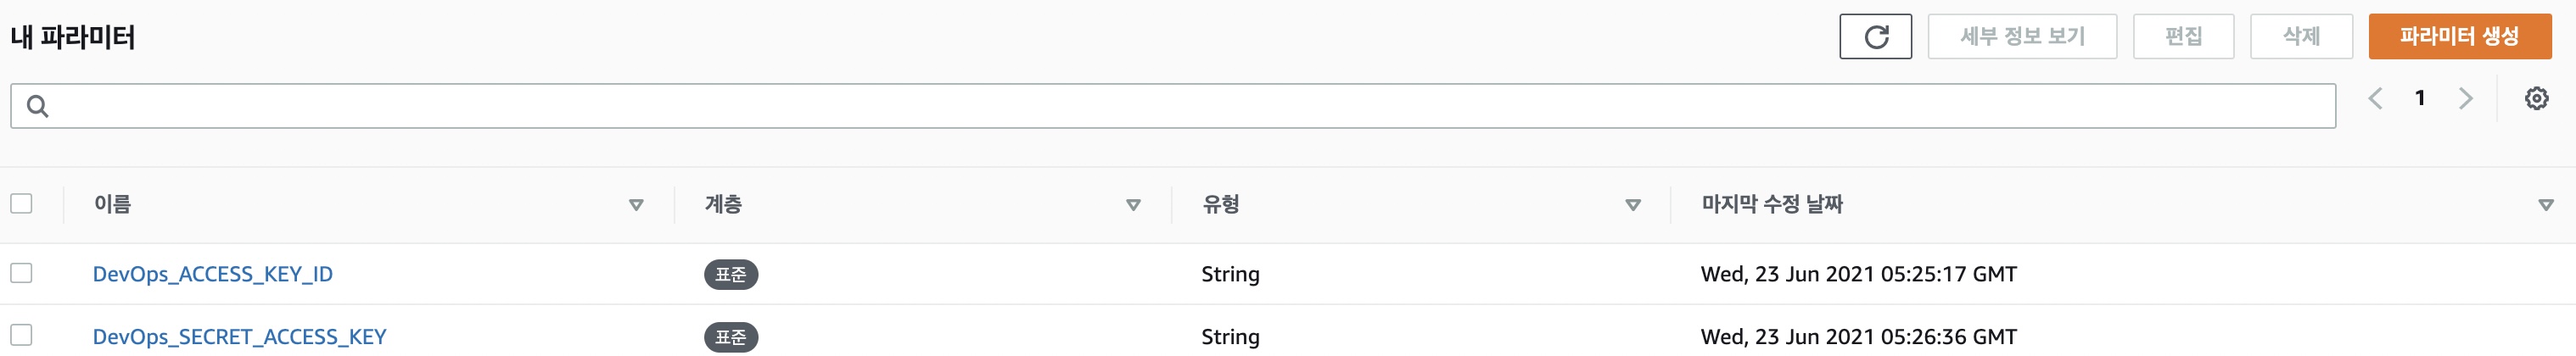 내 파라미터 세부 정보 보기 편집 삭제 파라미터 생성
1
이름 계층 유형 마지막 수정 날짜
DevOps_ACCESS_KEY_ID 표준 String Wed, 23 Jun 2021 05:25:17 GMT
DevOps_SECRET_ACCESS_KEY 표준 String Wed, 23 Jun 2021 05:26:36 GMT